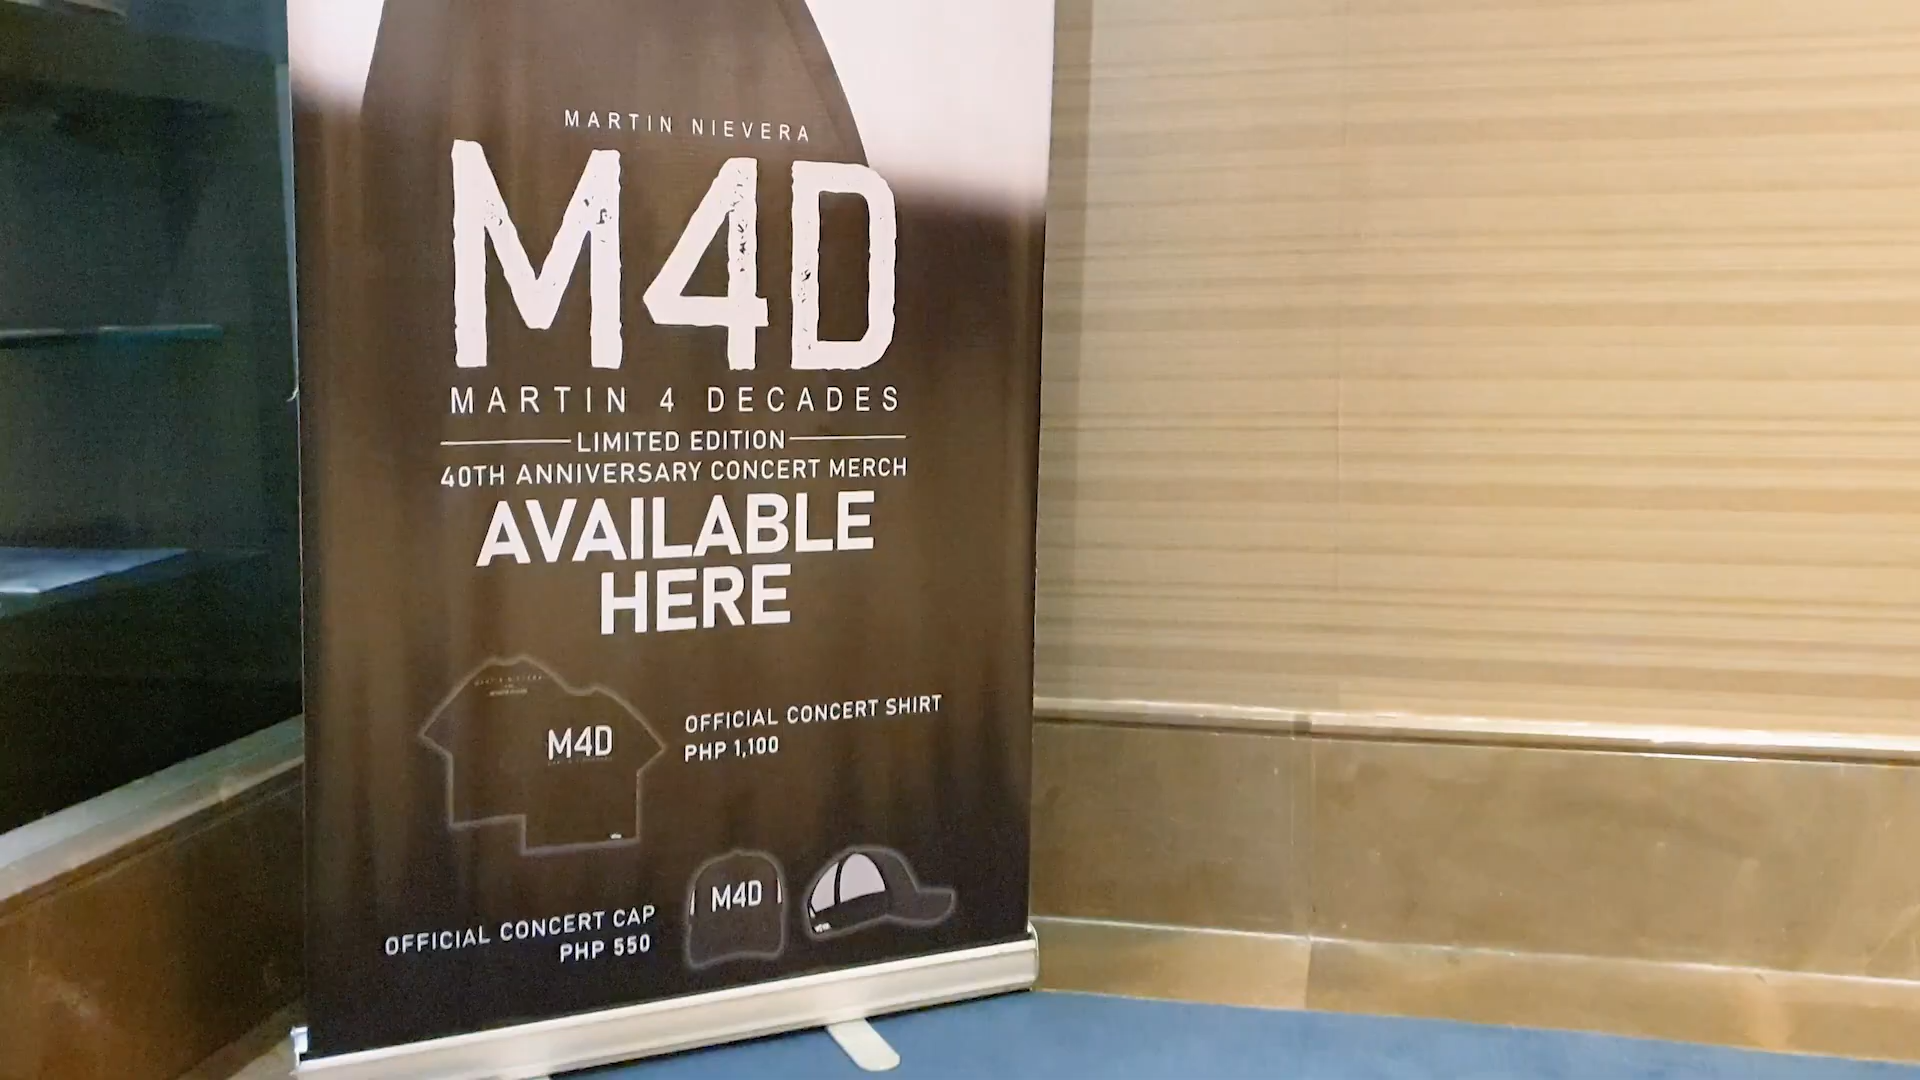 MARTIN NIEVERA
M4D
MARTIN 4 DECADES
LIMITED EDITION
40TH ANNIVERSARY CONCERT MERCH
AVAILABLE
HERE
M4D
OFFICIAL CONCERT SHIRT
PHP 1,100
M4D
OFFICIAL CONCERT CAP
PHP 550